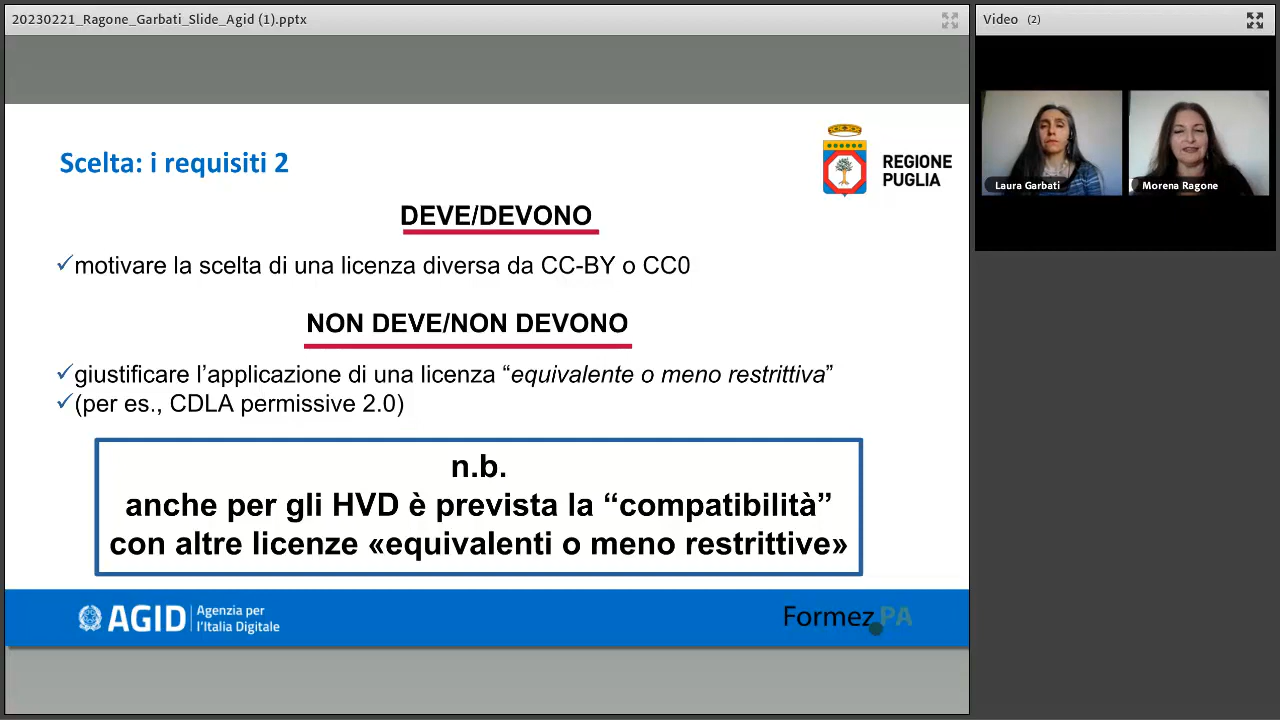 20230221_Ragone_Garbati_Slide_Agid (1).pptx
Video (2)
Laura Garbati
Morena Ragone
Scelta: i requisiti 2
REGIONE
PUGLIA
DEVE/DEVONO
✓motivare la scelta di una licenza diversa da CC-BY o CC0
NON DEVE/NON DEVONO
✓giustificare l’applicazione di una licenza “equivalente o meno restrittiva”
✓(per es., CDLA permissive 2.0)
n.b.
anche per gli HVD è prevista la “compatibilità”
con altre licenze «equivalenti o meno restrittive»
AGID
Agenzia per
l’Italia Digitale
Formez PA